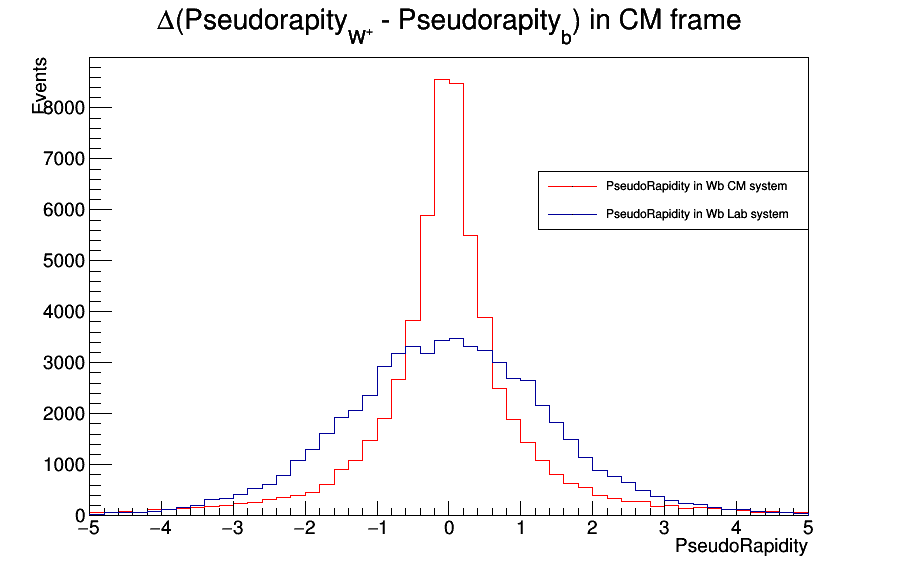 Δ(Pseudorapity_W⁺ - Pseudorapity_b) in CM frame
Events
8000
7000
6000
5000
4000
3000
2000
1000
0
PseudoRapidity in Wb CM system
PseudoRapidity in Wb Lab system
−5 −4 −3 −2 −1 0 1 2 3 4 5
PseudoRapidity